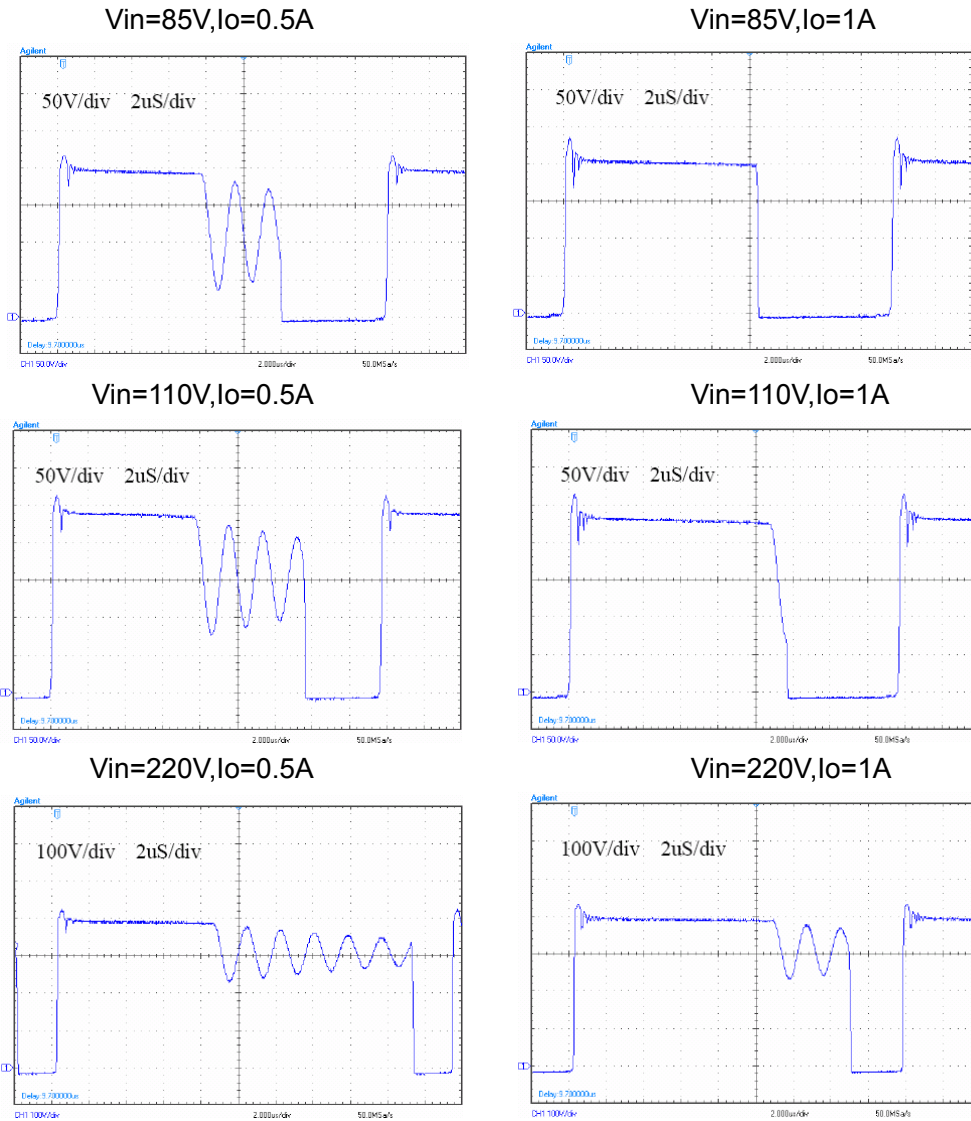 Vin=85V,Io=0.5A
Vin=85V,Io=1A
Agilent
50V/div 2uS/div
Delay:9.700000us
CH1 50.0V/div 2.000us/div 50.0MSa/s
Agilent
50V/div 2uS/div
Delay:9.700000us
CH1 50.0V/div 2.000us/div 50.0MSa/s
Vin=110V,Io=0.5A
Vin=110V,Io=1A
Agilent
50V/div 2uS/div
Delay:9.700000us
CH1 50.0V/div 2.000us/div 50.0MSa/s
Agilent
50V/div 2uS/div
Delay:9.700000us
CH1 50.0V/div 2.000us/div 50.0MSa/s
Vin=220V,Io=0.5A
Vin=220V,Io=1A
Agilent
100V/div 2uS/div
Delay:9.700000us
CH1 100V/div 2.000us/div 50.0MSa/s
Agilent
100V/div 2uS/div
Delay:9.700000us
CH1 100V/div 2.000us/div 50.0MSa/s